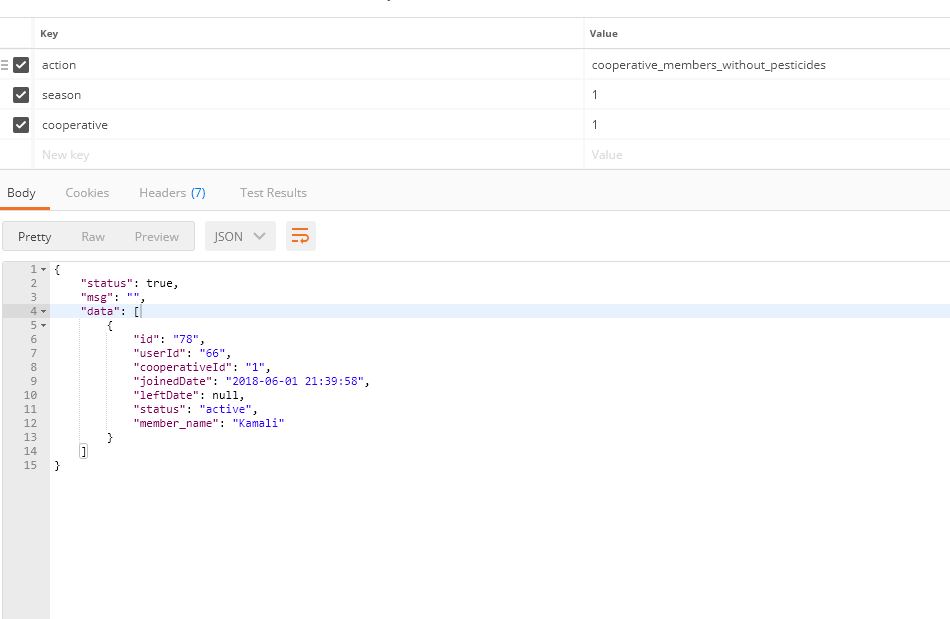 Key Value
action cooperative_members_without_pesticides
season 1
cooperative 1
New key Value
Body Cookies Headers (7) Test Results
Pretty Raw Preview JSON
1 {
2 "status": true,
3 "msg": "",
4 "data": [
5 {
6 "id": "78",
7 "userId": "66",
8 "cooperativeId": "1",
9 "joinedDate": "2018-06-01 21:39:58",
10 "leftDate": null,
11 "status": "active",
12 "member_name": "Kamali"
13 }
14 ]
15 }